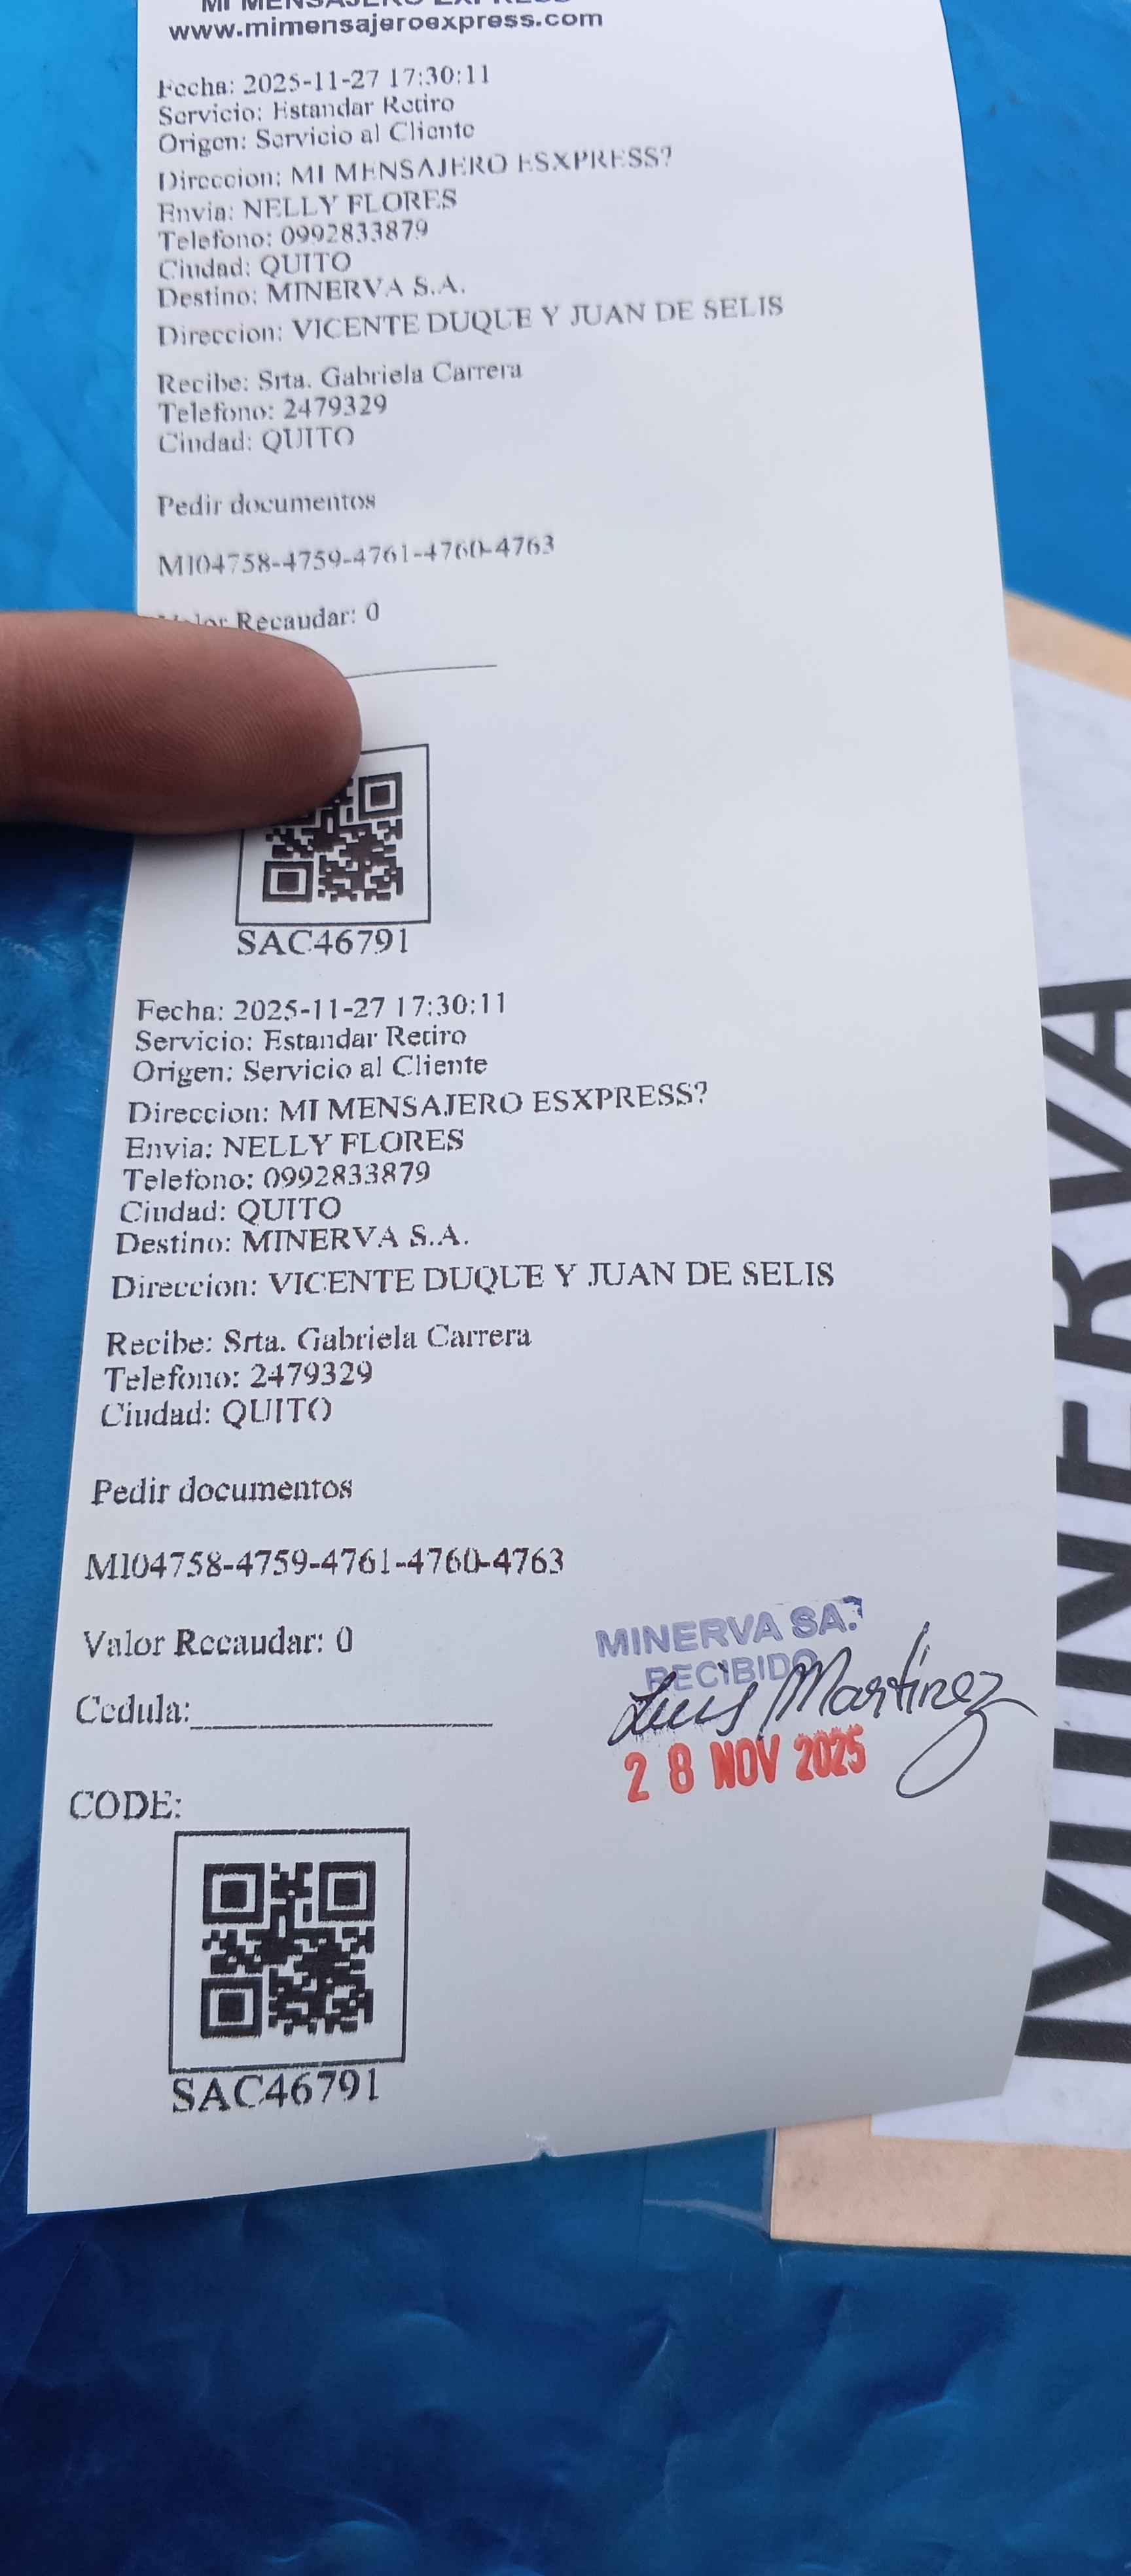 MI MENSAJERO EXPRESS
www.mimensajeroexpress.com
Fecha: 2025-11-27 17:30:11
Servicio: Estandar Retiro
Origen: Servicio al Cliente
Direccion: MI MENSAJERO ESXPRESS?
Envia: NELLY FLORES
Telefono: 0992833879
Ciudad: QUITO
Destino: MINERVA S.A.
Direccion: VICENTE DUQUE Y JUAN DE SELIS
Recibe: Srta. Gabriela Carrera
Telefono: 2479329
Ciudad: QUITO
Pedir documentos
MI04758-4759-4761-4760-4763
Valor Recaudar: 0
SAC46791
Fecha: 2025-11-27 17:30:11
Servicio: Estandar Retiro
Origen: Servicio al Cliente
Direccion: MI MENSAJERO ESXPRESS?
Envia: NELLY FLORES
Telefono: 0992833879
Ciudad: QUITO
Destino: MINERVA S.A.
Direccion: VICENTE DUQUE Y JUAN DE SELIS
Recibe: Srta. Gabriela Carrera
Telefono: 2479329
Ciudad: QUITO
Pedir documentos
MI04758-4759-4761-4760-4763
Valor Recaudar: 0
Cedula:
MINERVA SA.
RECIBIDO
Luis Martinez
28 NOV 2025
CODE:
SAC46791
MINERVA